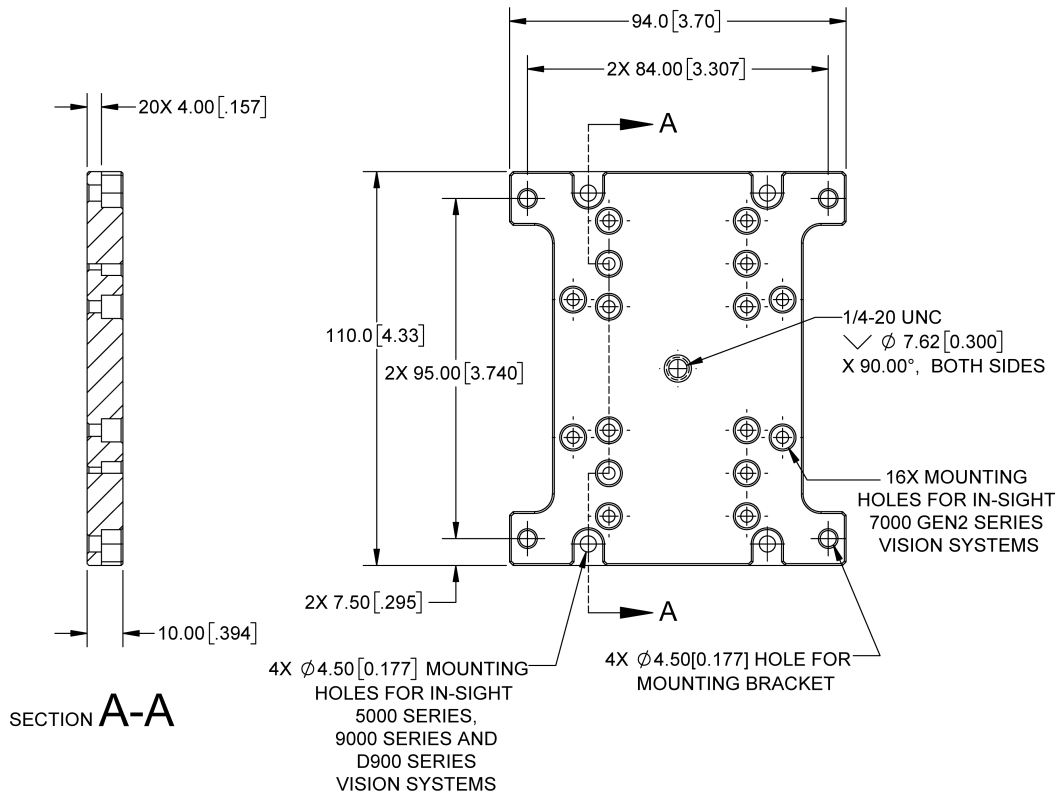 94.0 [3.70]
2X 84.00 [3.307]
20X 4.00 [.157]
A
110.0 [4.33]
2X 95.00 [3.740]
1/4-20 UNC
⌵ ∅ 7.62 [0.300]
X 90.00°, BOTH SIDES
16X MOUNTING
HOLES FOR IN-SIGHT
7000 GEN2 SERIES
VISION SYSTEMS
2X 7.50 [.295]
A
10.00 [.394]
4X ∅4.50 [0.177] MOUNTING
HOLES FOR IN-SIGHT
5000 SERIES,
9000 SERIES AND
D900 SERIES
VISION SYSTEMS
4X ∅4.50[0.177] HOLE FOR
MOUNTING BRACKET
SECTION A-A